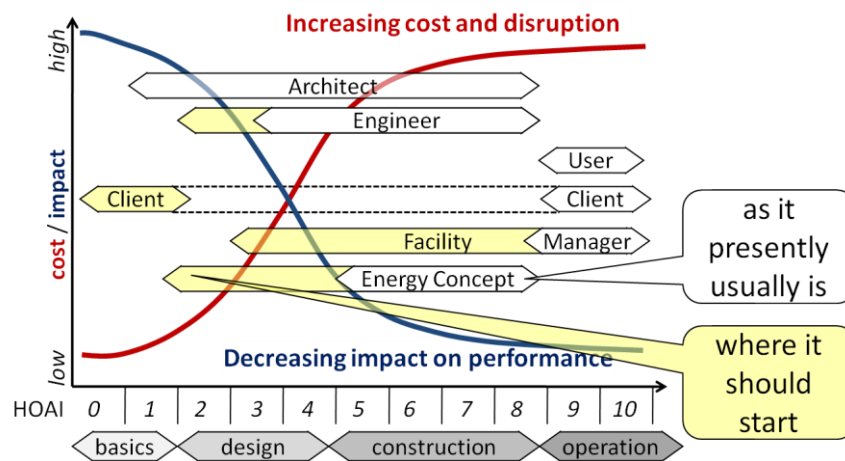 Increasing cost and disruption
high
Architect
Engineer
User
cost / impact
Client
Client
as it
presently
usually is
Facility
Manager
Energy Concept
where it
should
start
low
Decreasing impact on performance
HOAI 0 1 2 3 4 5 6 7 8 9 10
basics design construction operation